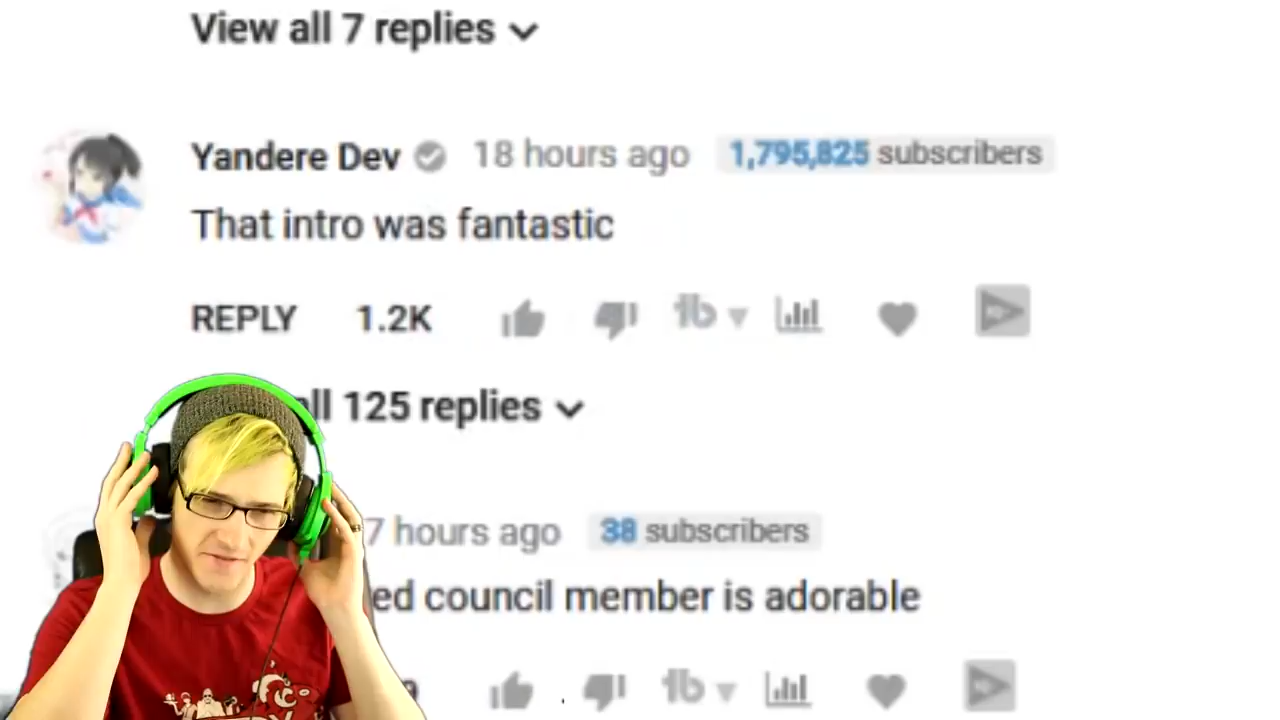 View all 7 replies
Yandere Dev 18 hours ago 1,795,825 subscribers
That intro was fantastic
REPLY 1.2K
all 125 replies
7 hours ago 38 subscribers
council member is adorable